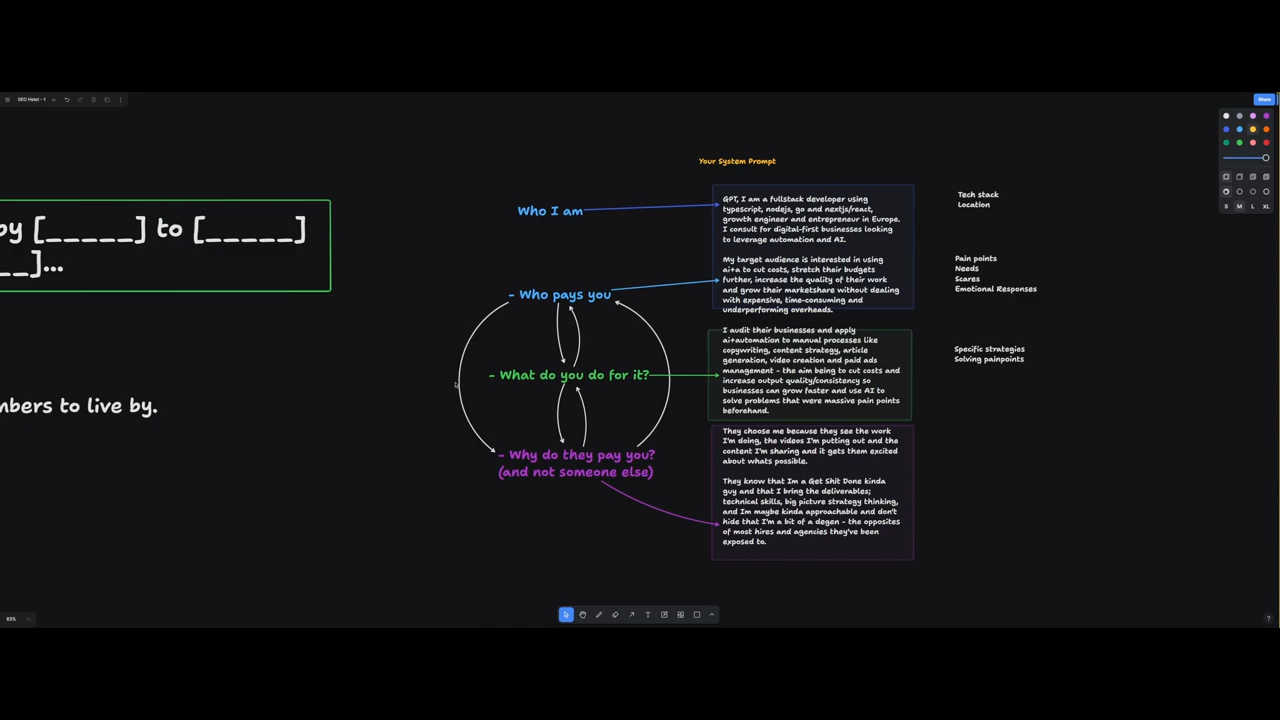 SEO Heist - 1
Share
Your System Prompt
by [_____] to [_____]
__]...
mbers to live by.
Who I am
- Who pays you
- What do you do for it?
- Why do they pay you?
(and not someone else)
GPT, I am a fullstack developer using
typescript, nodejs, go and nextjs/react,
growth engineer and entrepreneur in Europe.
I consult for digital-first businesses looking
to leverage automation and AI.
My target audience is interested in using
ai+a to cut costs, stretch their budgets
further, increase the quality of their work
and grow their marketshare without dealing
with expensive, time-consuming and
underperforming overheads.
I audit their businesses and apply
ai+automation to manual processes like
copywriting, content strategy, article
generation, video creation and paid ads
management - the aim being to cut costs and
increase output quality/consistency so
businesses can grow faster and use AI to
solve problems that were massive pain points
beforehand.
They choose me because they see the work
I'm doing, the videos I'm putting out and the
content I'm sharing and it gets them excited
about whats possible.
They know that Im a Get Shit Done kinda
guy and that I bring the deliverables;
technical skills, big picture strategy thinking,
and Im maybe kinda approachable and don't
hide that I'm a bit of a degen - the opposites
of most hires and agencies they've been
exposed to.
Tech stack
Location
Pain points
Needs
Scares
Emotional Responses
Specific strategies
Solving painpoints
S M L XL
83%